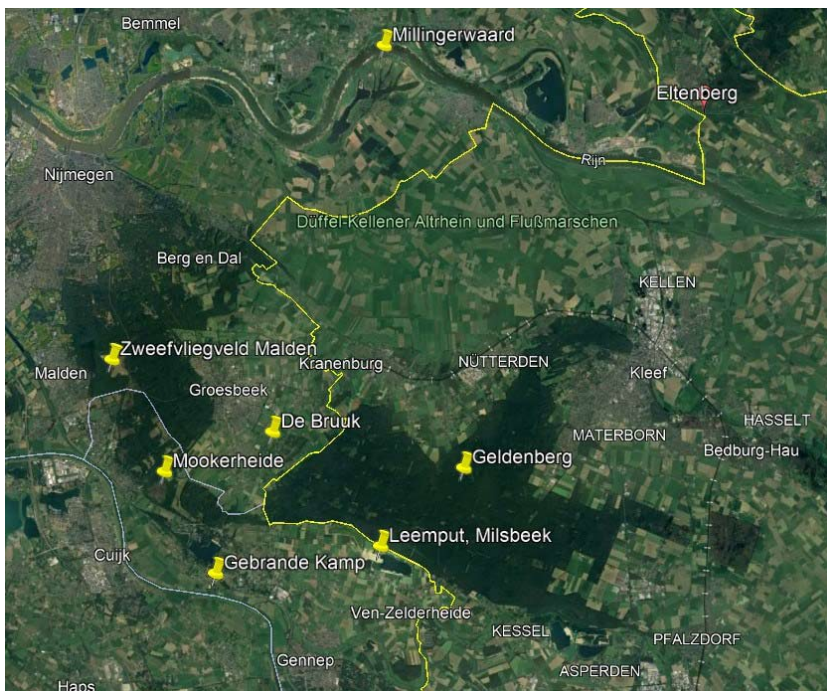 Bemmel
Millingerwaard
Eltenberg
Nijmegen
Rijn
Düffel-Kellener Altrhein und Flußmarschen
Berg en Dal
KELLEN
Zweefvliegveld Malden
Kranenburg
NÜTTERDEN
Malden
Kleef
Groesbeek
De Bruuk
HASSELT
MATERBORN
Bedburg-Hau
Mookerheide
Geldenberg
Leemput, Milsbeek
Cuijk
Gebrande Kamp
Ven-Zelderheide
KESSEL
PFALZDORF
Gennep
ASPERDEN
Haps